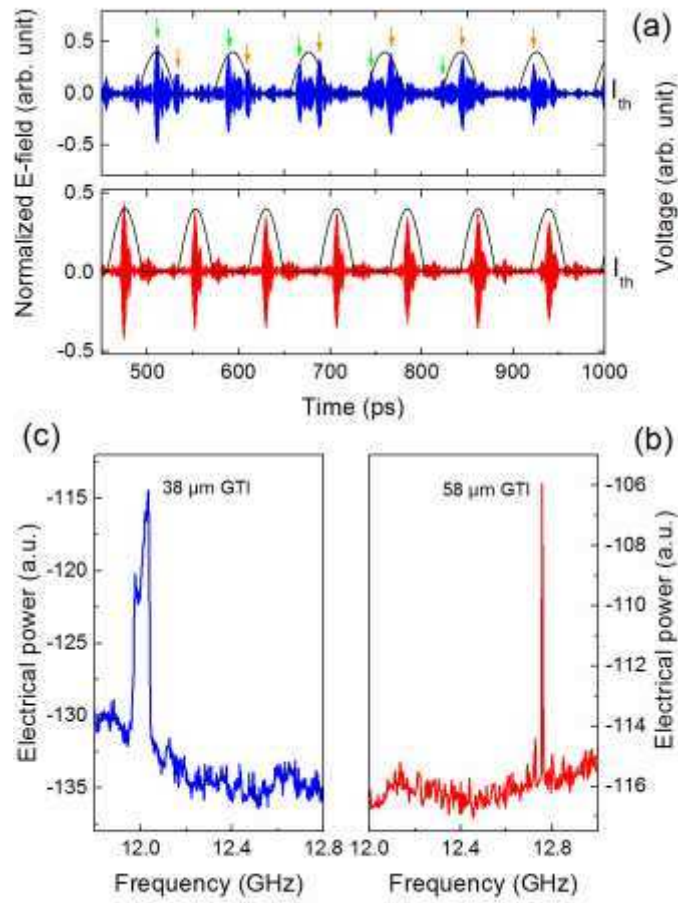 (a)
Normalized E-field (arb. unit)
Voltage (arb. unit)
0.5
0.0
-0.5
I th
0.5
0.0
-0.5
I th
500 600 700 800 900 1000
Time (ps)
(c)
(b)
38 µm GTI
58 µm GTI
Electrical power (a.u.)
-115
-120
-125
-130
-135
12.0 12.4 12.8
Frequency (GHz)
-106
-108
-110
-112
-114
-116
Electrical power (a.u.)
12.0 12.4 12.8
Frequency (GHz)